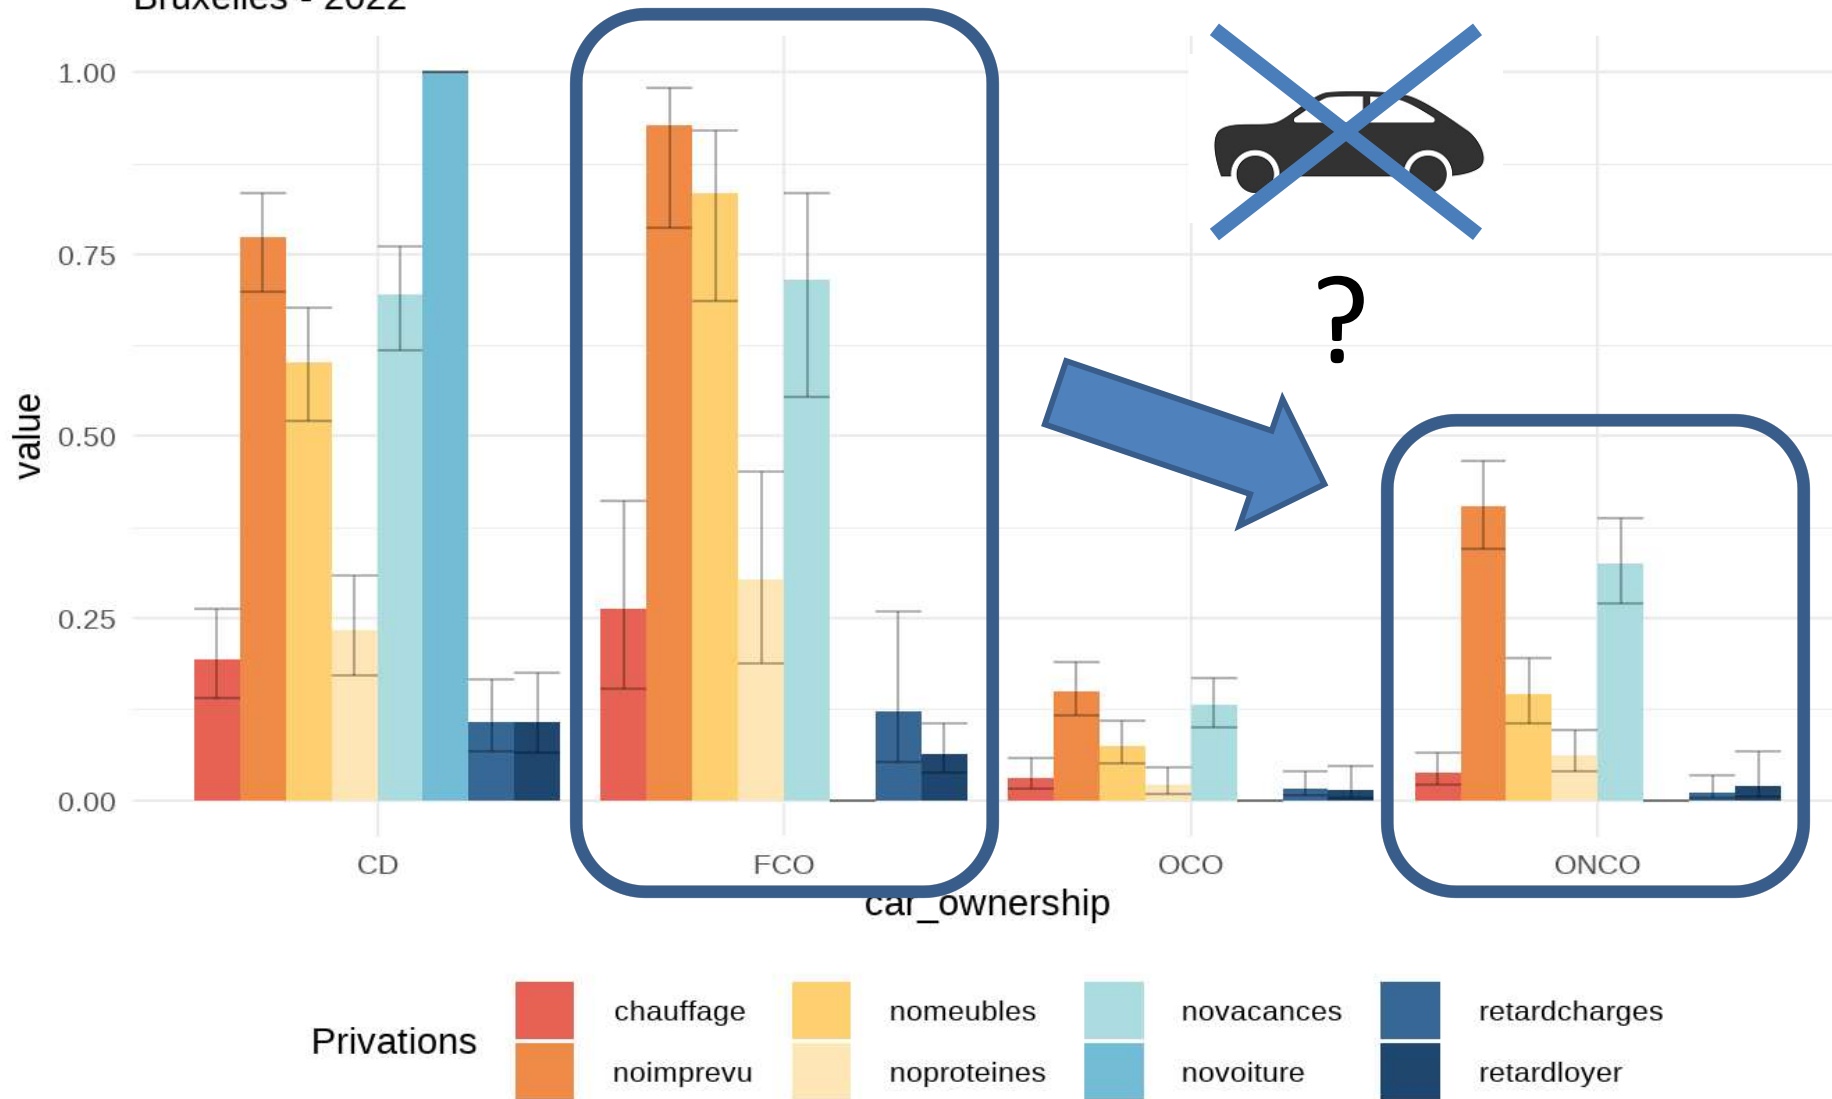 Bruxelles - 2022
1.00
0.75
0.50
0.25
0.00
value
?
CD FCO OCO ONCO
car_ownership
Privations
chauffage nomeubles novacances retardcharges
noimprevu noproteines novoiture retardloyer